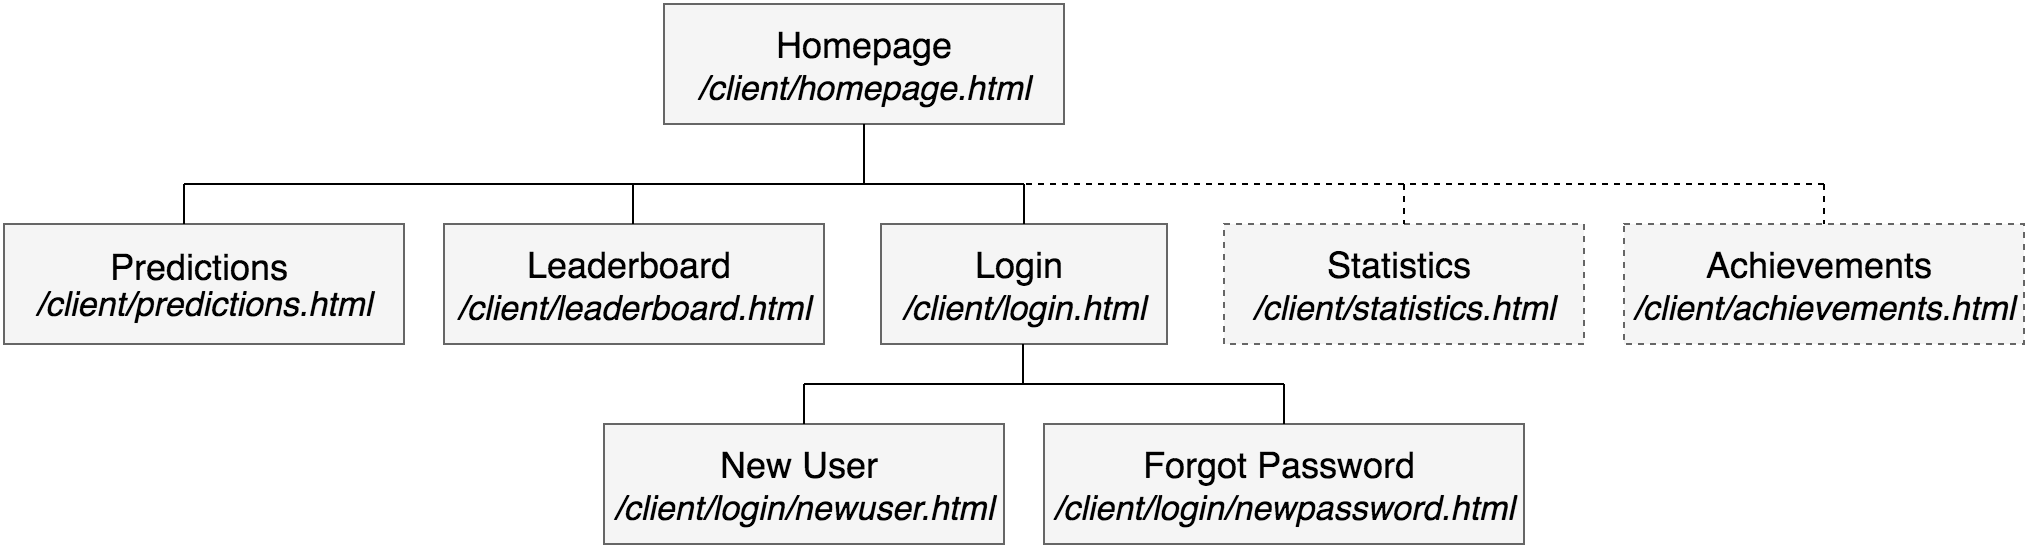 Homepage
/client/homepage.html
Predictions
/client/predictions.html
Leaderboard
/client/leaderboard.html
Login
/client/login.html
Statistics
/client/statistics.html
Achievements
/client/achievements.html
New User
/client/login/newuser.html
Forgot Password
/client/login/newpassword.html